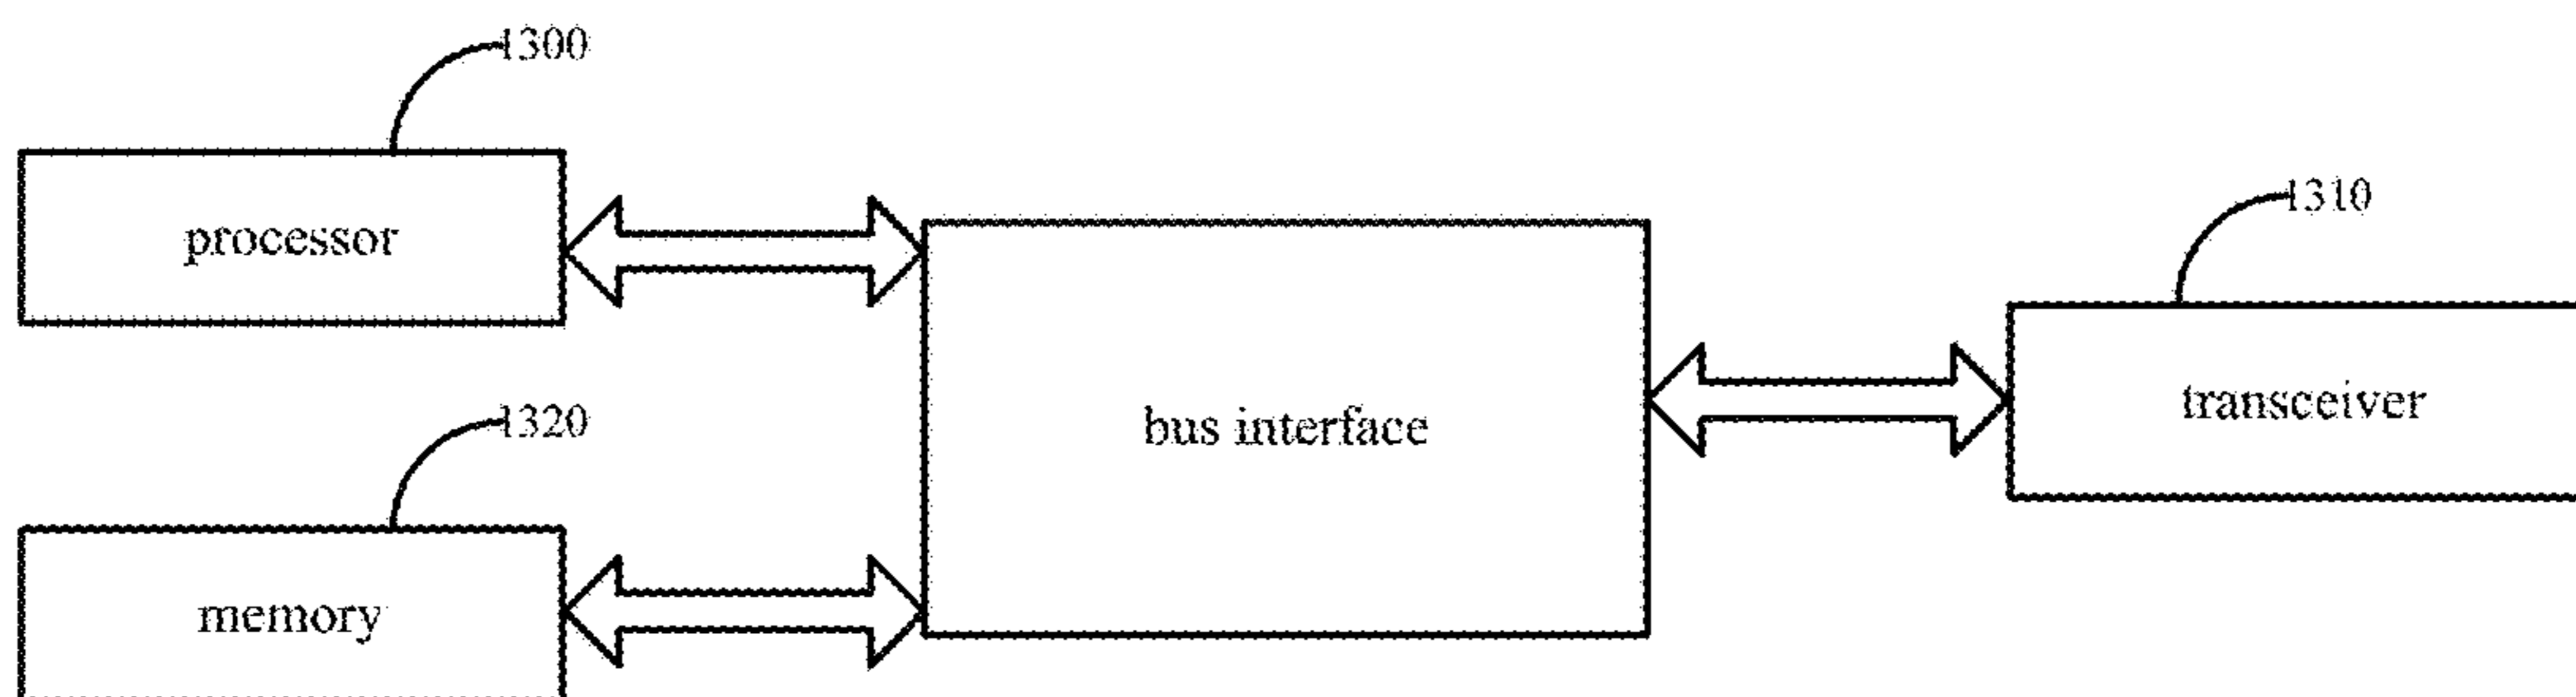 1300
processor
1310
bus interface
transceiver
1320
memory